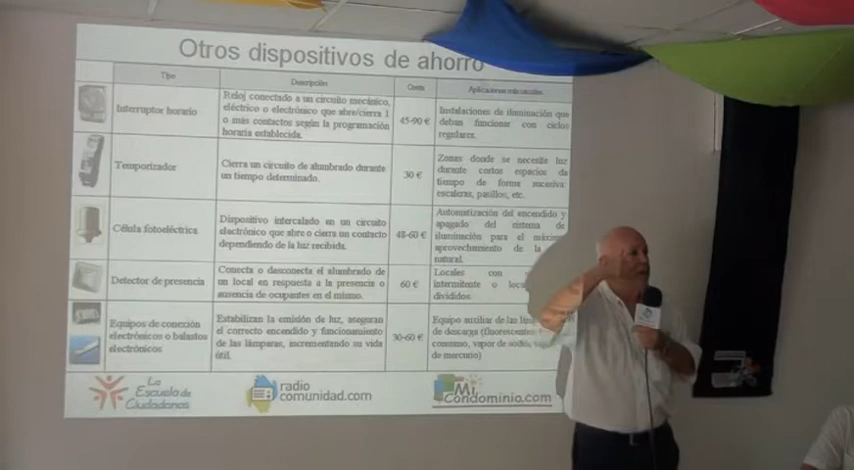 Otros dispositivos de ahorro
Tipo
Descripción
Coste
Aplicaciones más usuales
Interruptor horario
Reloj conectado a un circuito mecánico,
eléctrico o electrónico que abre/cierra 1
o más contactos según la programación
horaria establecida.
45-90 €
Instalaciones de iluminación que
deban funcionar con ciclos
regulares.
Temporizador
Cierra un circuito de alumbrado durante
un tiempo determinado.
30 €
Zonas donde se necesite luz
durante cortos espacios de
tiempo de forma sucesiva:
escaleras, pasillos, etc.
Célula fotoeléctrica
Dispositivo intercalado en un circuito
electrónico que abre o cierra un contacto
dependiendo de la luz recibida.
48-60 €
Automatización del encendido y
apagado del sistema de
iluminación para el máximo
aprovechamiento de la
natural.
Detector de presencia
Conecta o desconecta el alumbrado de
un local en respuesta a la presencia o
ausencia de ocupantes en el mismo.
60 €
Locales con
intermitente o
divididos.
Equipos de conexión
electrónicos o balastos
electrónicos
Estabilizan la emisión de luz, aseguran
el correcto encendido y funcionamiento
de las lámparas, incrementando su vida
útil.
30-60 €
Equipo auxiliar de las
de descarga (fluorescentes
consumo, vapor de sodio,
de mercurio)
La
Escuela de
Ciudadanos
radio
comunidad.com
Mi
Condominio.com